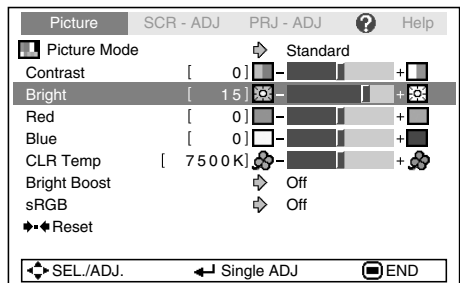 Picture SCR - ADJ PRJ - ADJ ? Help
Picture Mode Standard
Contrast [ 0] - +
Bright [ 15] - +
Red [ 0] - +
Blue [ 0] - +
CLR Temp [ 7500K] - +
Bright Boost Off
sRGB Off
Reset
SEL./ADJ. Single ADJ END